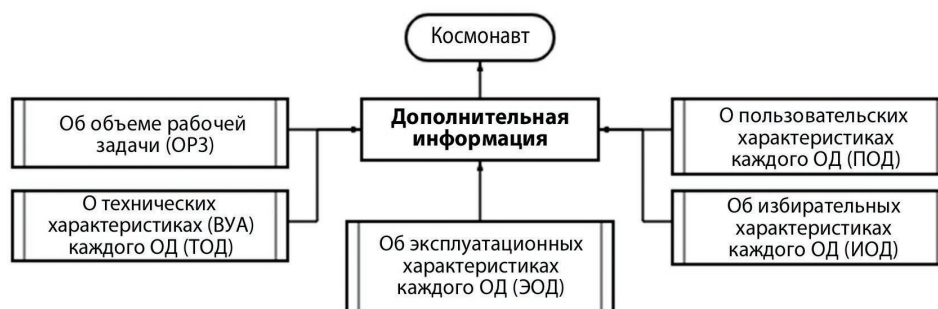 Космонавт
Дополнительная
информация
Об объеме рабочей
задачи (ОРЗ)
О технических
характеристиках (ВУА)
каждого ОД (ТОД)
Об эксплуатационных
характеристиках
каждого ОД (ЭОД)
О пользовательских
характеристиках
каждого ОД (ПОД)
Об избирательных
характеристиках
каждого ОД (ИОД)